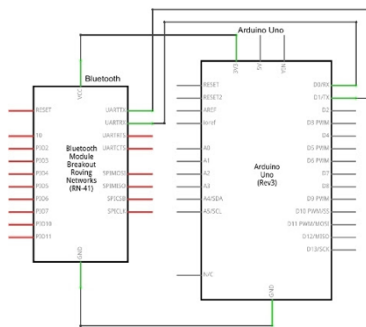 Bluetooth
Arduino Uno
VCC
3V3
5V
VIN
RESET
UARTTX
UARTRX
UARTRTS
UARTCTS
PIO2
PIO3
PIO4
PIO5
PIO6
PIO7
PIO10
PIO11
SPIMOSI
SPIMISO
SPICSB
SPICLK
Bluetooth
Module
Breakout
Roving
Networks
(RN-41)
GND
RESET
RESET2
AREF
ioref
A0
A1
A2
A3
A4/SDA
A5/SCL
N/C
Arduino
Uno
(Rev3)
D0/RX
D1/TX
D2
D3 PWM
D4
D5 PWM
D6 PWM
D7
D8
D9 PWM
D10 PWM/SS
D11 PWM/MOSI
D12/MISO
D13/SCK
GND